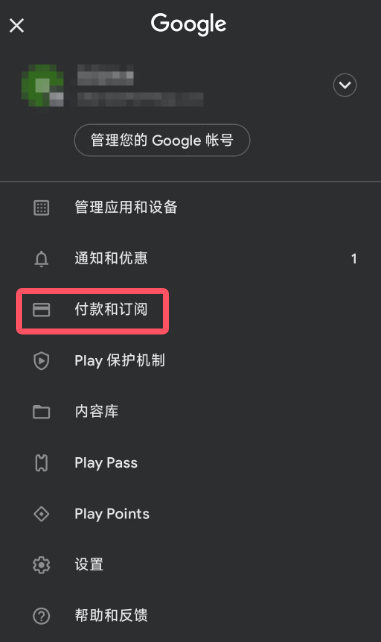 Google
管理您的 Google 帐号
管理应用和设备
通知和优惠 1
付款和订阅
Play 保护机制
内容库
Play Pass
Play Points
设置
帮助和反馈